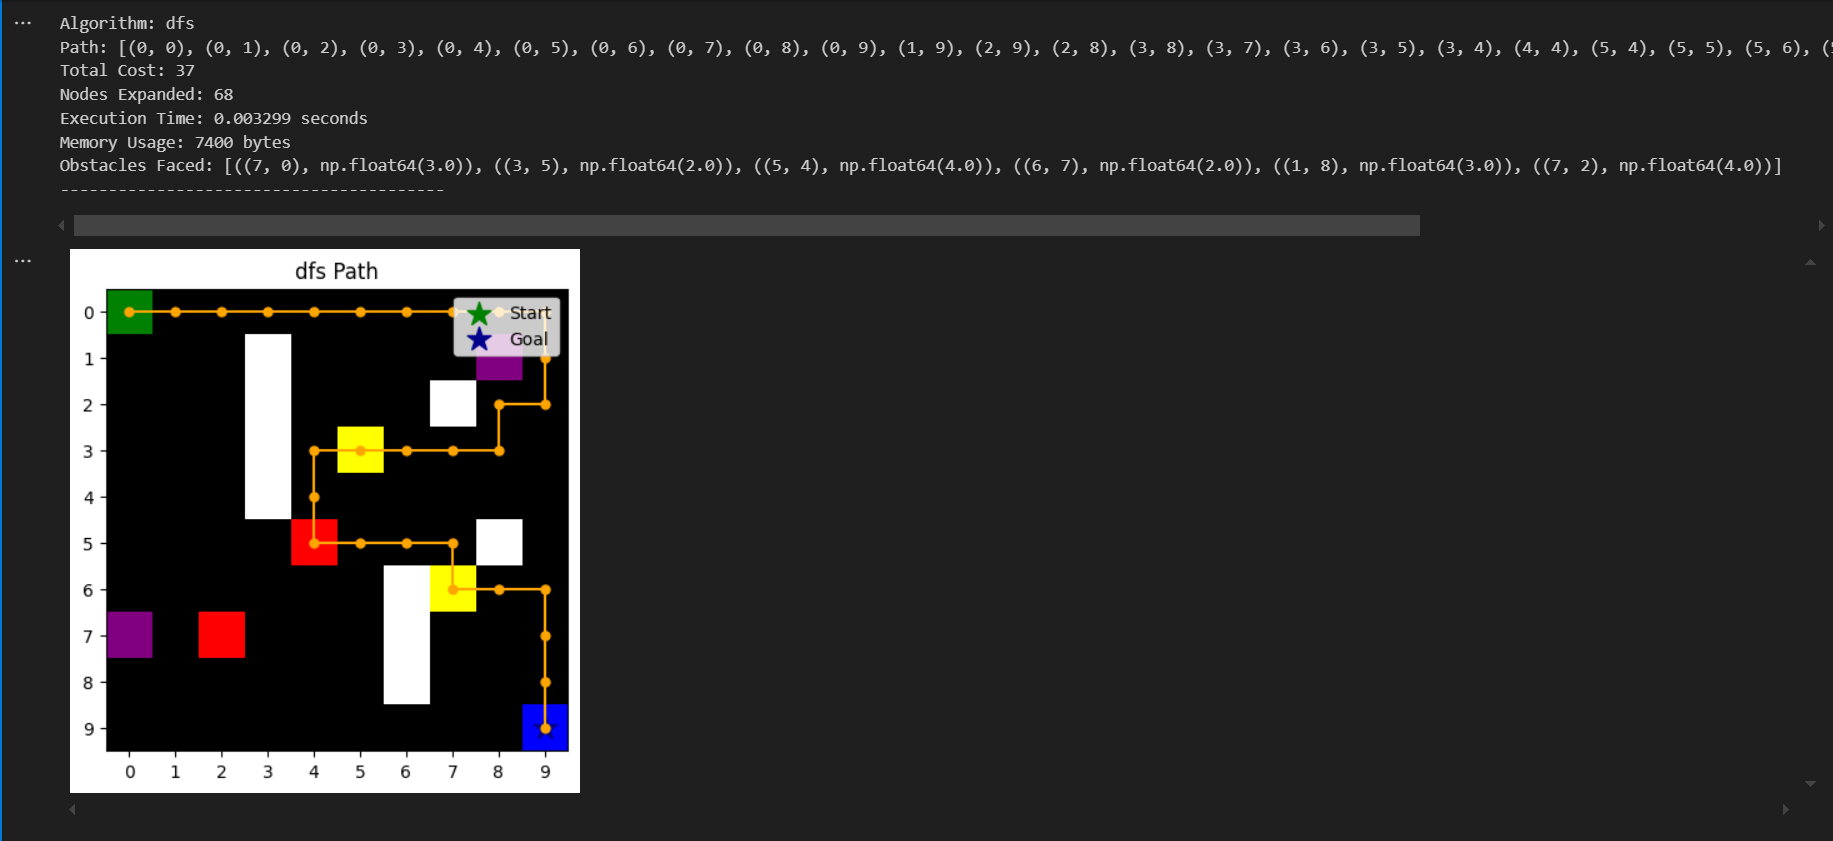 Algorithm: dfs
Path: [(0, 0), (0, 1), (0, 2), (0, 3), (0, 4), (0, 5), (0, 6), (0, 7), (0, 8), (0, 9), (1, 9), (2, 9), (2, 8), (3, 8), (3, 7), (3, 6), (3, 5), (3, 4), (4, 4), (5, 4), (5, 5), (5, 6), (
Total Cost: 37
Nodes Expanded: 68
Execution Time: 0.003299 seconds
Memory Usage: 7400 bytes
Obstacles Faced: [((7, 0), np.float64(3.0)), ((3, 5), np.float64(2.0)), ((5, 4), np.float64(4.0)), ((6, 7), np.float64(2.0)), ((1, 8), np.float64(3.0)), ((7, 2), np.float64(4.0))]
----------------------------------------
dfs Path
Start
Goal
0
1
2
3
4
5
6
7
8
9
0 1 2 3 4 5 6 7 8 9